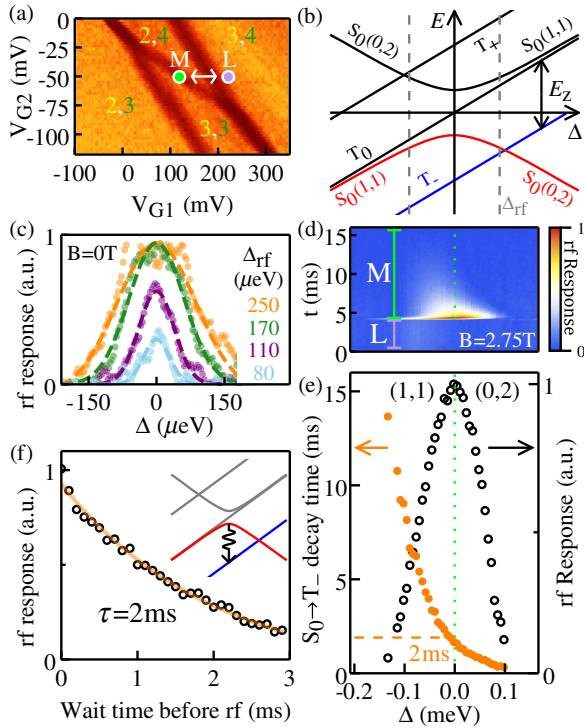 (a)
0
-50
-100
V_G2 (mV)
2,4
3,4
M
L
2,3
3,3
-100
0
100
200
300
V_G1 (mV)
(b)
E
S_0(0,2)
T_+
S_0(1,1)
E_Z
Δ
T_0
S_0(1,1)
T_-
S_0(0,2)
Δ_rf
(c)
1
0
rf response (a.u.)
B=0T
Δ_rf
(μeV)
250
170
110
80
-150
0
150
Δ (μeV)
(d)
15
10
5
0
t (ms)
M
L
B=2.75T
1
0
rf Response
(e)
15
10
5
0
S_0→T_- decay time (ms)
(1,1)
(0,2)
2ms
1
0
rf Response (a.u.)
-0.2
-0.1
0.0
0.1
Δ (meV)
(f)
1
0
rf response (a.u.)
τ=2ms
0
1
2
3
Wait time before rf (ms)